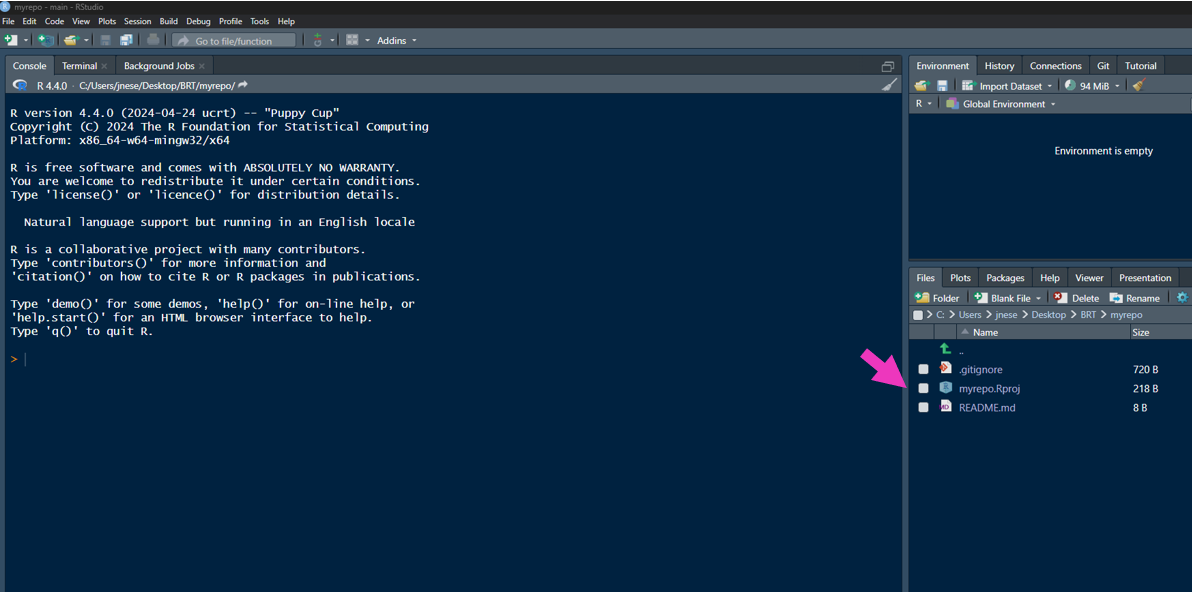 myrepo - main - RStudio
File Edit Code View Plots Session Build Debug Profile Tools Help
Go to file/function Addins
Console Terminal Background Jobs
R 4.4.0 · C:/Users/jnese/Desktop/BRT/myrepo/
R version 4.4.0 (2024-04-24 ucrt) -- "Puppy Cup"
Copyright (C) 2024 The R Foundation for Statistical Computing
Platform: x86_64-w64-mingw32/x64
R is free software and comes with ABSOLUTELY NO WARRANTY.
You are welcome to redistribute it under certain conditions.
Type 'license()' or 'licence()' for distribution details.
Natural language support but running in an English locale
R is a collaborative project with many contributors.
Type 'contributors()' for more information and
'citation()' on how to cite R or R packages in publications.
Type 'demo()' for some demos, 'help()' for on-line help, or
'help.start()' for an HTML browser interface to help.
Type 'q()' to quit R.
>
Environment History Connections Git Tutorial
Import Dataset 94 MiB
R Global Environment
Environment is empty
Files Plots Packages Help Viewer Presentation
Folder Blank File Delete Rename
C: > Users > jnese > Desktop > BRT > myrepo
Name Size
..
.gitignore 720 B
myrepo.Rproj 218 B
README.md 8 B